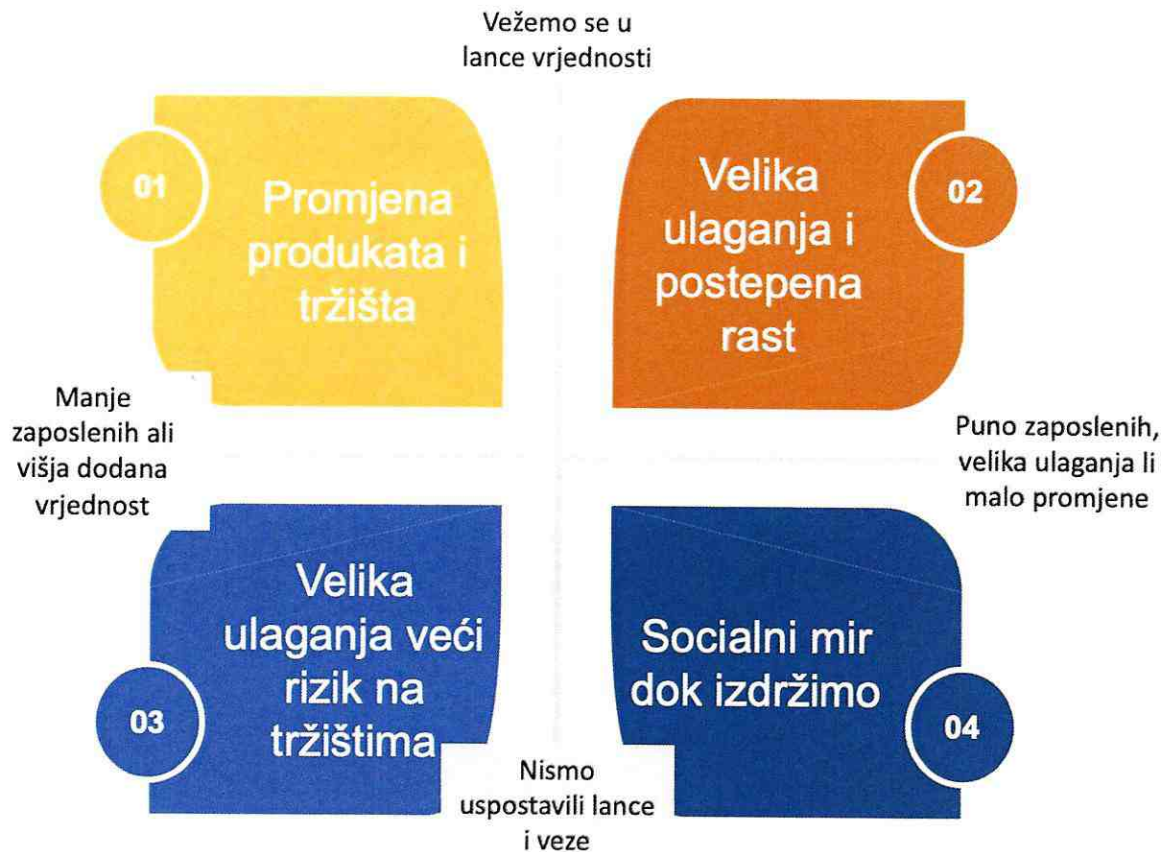 Vežemo se u
lance vrjednosti
01
Promjena
produkata i
tržišta
Velika
ulaganja i
postepena
rast
02
Manje
zaposlenih ali
višja dodana
vrjednost
Puno zaposlenih,
velika ulaganja li
malo promjene
Velika
ulaganja veći
rizik na
tržištima
03
Socialni mir
dok izdržimo
04
Nismo
uspostavili lance
i veze